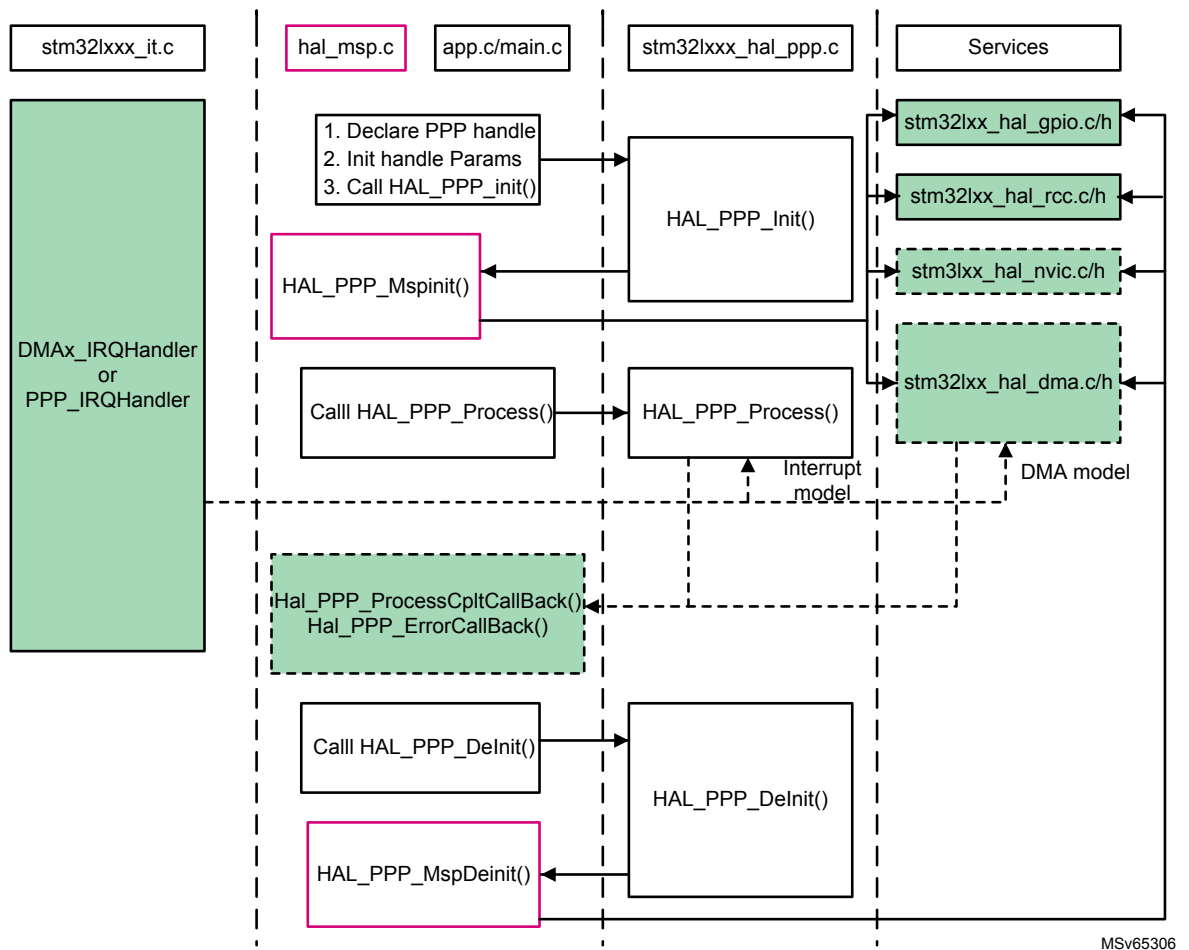 stm32lxxx_it.c
hal_msp.c
app.c/main.c
stm32lxxx_hal_ppp.c
Services
1. Declare PPP handle
2. Init handle Params
3. Call HAL_PPP_init()
HAL_PPP_Init()
stm32lxx_hal_gpio.c/h
stm32lxx_hal_rcc.c/h
stm3lxx_hal_nvic.c/h
HAL_PPP_Mspinit()
DMAx_IRQHandler
or
PPP_IRQHandler
stm32lxx_hal_dma.c/h
Calll HAL_PPP_Process()
HAL_PPP_Process()
Interrupt
model
DMA model
Hal_PPP_ProcessCpltCallBack()
Hal_PPP_ErrorCallBack()
Calll HAL_PPP_DeInit()
HAL_PPP_DeInit()
HAL_PPP_MspDeinit()
MSv65306